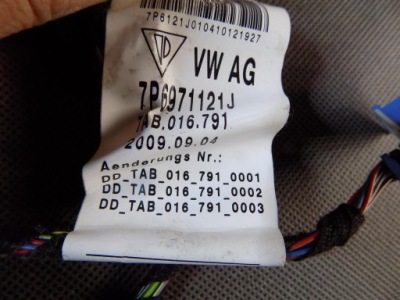 7P6121J010410121927
VW AG
7P6971121J
TAB.016.791
2009.09.04
Aenderungs Nr.:
DD_TAB_016_791_0001
DD_TAB_016_791_0002
DD_TAB_016_791_0003